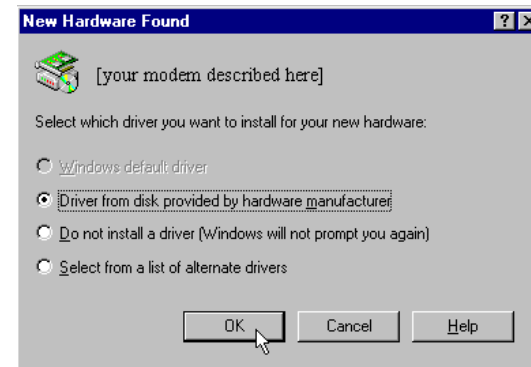 New Hardware Found
[your modem described here]
Select which driver you want to install for your new hardware:
Windows default driver
Driver from disk provided by hardware manufacturer
Do not install a driver (Windows will not prompt you again)
Select from a list of alternate drivers
OK Cancel Help